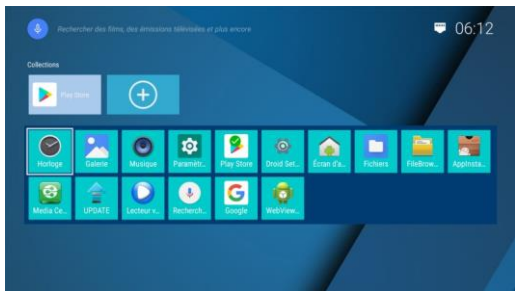 Rechercher des films, des émissions télévisées et plus encore
06:12
Collections
Play Store
Horloge Galerie Musique Paramètr... Play Store Droid Set... Écran d'a... Fichiers FileBrow... AppInsta...
Media Ce... UPDATE Lecteur v... Recherch... Google WebView...